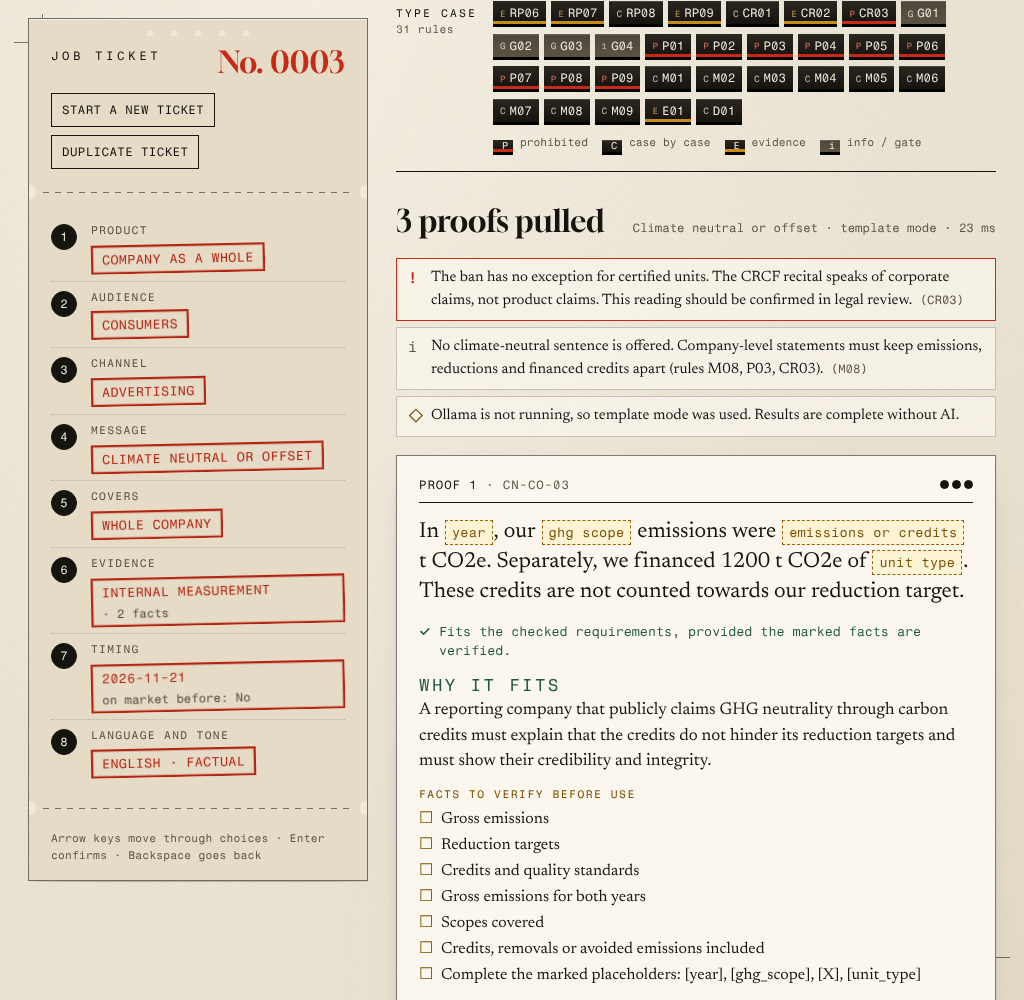 JOB TICKET
No. 0003
START A NEW TICKET
DUPLICATE TICKET
1 PRODUCT
COMPANY AS A WHOLE
2 AUDIENCE
CONSUMERS
3 CHANNEL
ADVERTISING
4 MESSAGE
CLIMATE NEUTRAL OR OFFSET
5 COVERS
WHOLE COMPANY
6 EVIDENCE
INTERNAL MEASUREMENT
· 2 facts
7 TIMING
2026-11-21
on market before: No
8 LANGUAGE AND TONE
ENGLISH · FACTUAL
Arrow keys move through choices · Enter
confirms · Backspace goes back
TYPE CASE
31 rules
E RP06 E RP07 C RP08 E RP09 C CR01 E CR02 P CR03 G G01
G G02 G G03 i G04 P P01 P P02 P P03 P P04 P P05 P P06
P P07 P P08 P P09 C M01 C M02 C M03 C M04 C M05 C M06
C M07 C M08 C M09 E E01 C D01
P prohibited C case by case E evidence i info / gate
3 proofs pulled
Climate neutral or offset · template mode · 23 ms
! The ban has no exception for certified units. The CRCF recital speaks of corporate
claims, not product claims. This reading should be confirmed in legal review. (CR03)
i No climate-neutral sentence is offered. Company-level statements must keep emissions,
reductions and financed credits apart (rules M08, P03, CR03). (M08)
◇ Ollama is not running, so template mode was used. Results are complete without AI.
PROOF 1 · CN-CO-03
In year, our ghg scope emissions were emissions or credits
t CO2e. Separately, we financed 1200 t CO2e of unit type.
These credits are not counted towards our reduction target.
✓ Fits the checked requirements, provided the marked facts are
verified.
WHY IT FITS
A reporting company that publicly claims GHG neutrality through carbon
credits must explain that the credits do not hinder its reduction targets and
must show their credibility and integrity.
FACTS TO VERIFY BEFORE USE
☐ Gross emissions
☐ Reduction targets
☐ Credits and quality standards
☐ Gross emissions for both years
☐ Scopes covered
☐ Credits, removals or avoided emissions included
☐ Complete the marked placeholders: [year], [ghg_scope], [X], [unit_type]